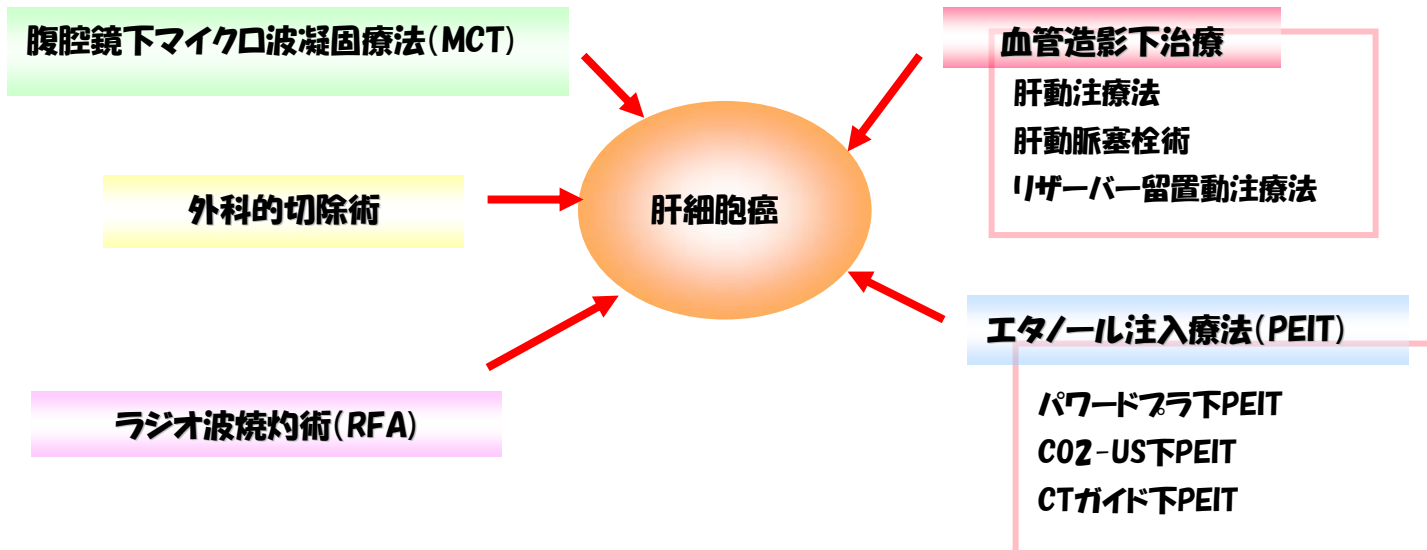 腹腔鏡下マイクロ波凝固療法(MCT)
外科的切除術
ラジオ波焼灼術(RFA)
肝細胞癌
血管造影下治療
肝動注療法
肝動脈塞栓術
リザーバー留置動注療法
エタノール注入療法(PEIT)
パワードプラ下PEIT
CO2-US下PEIT
CTガイド下PEIT